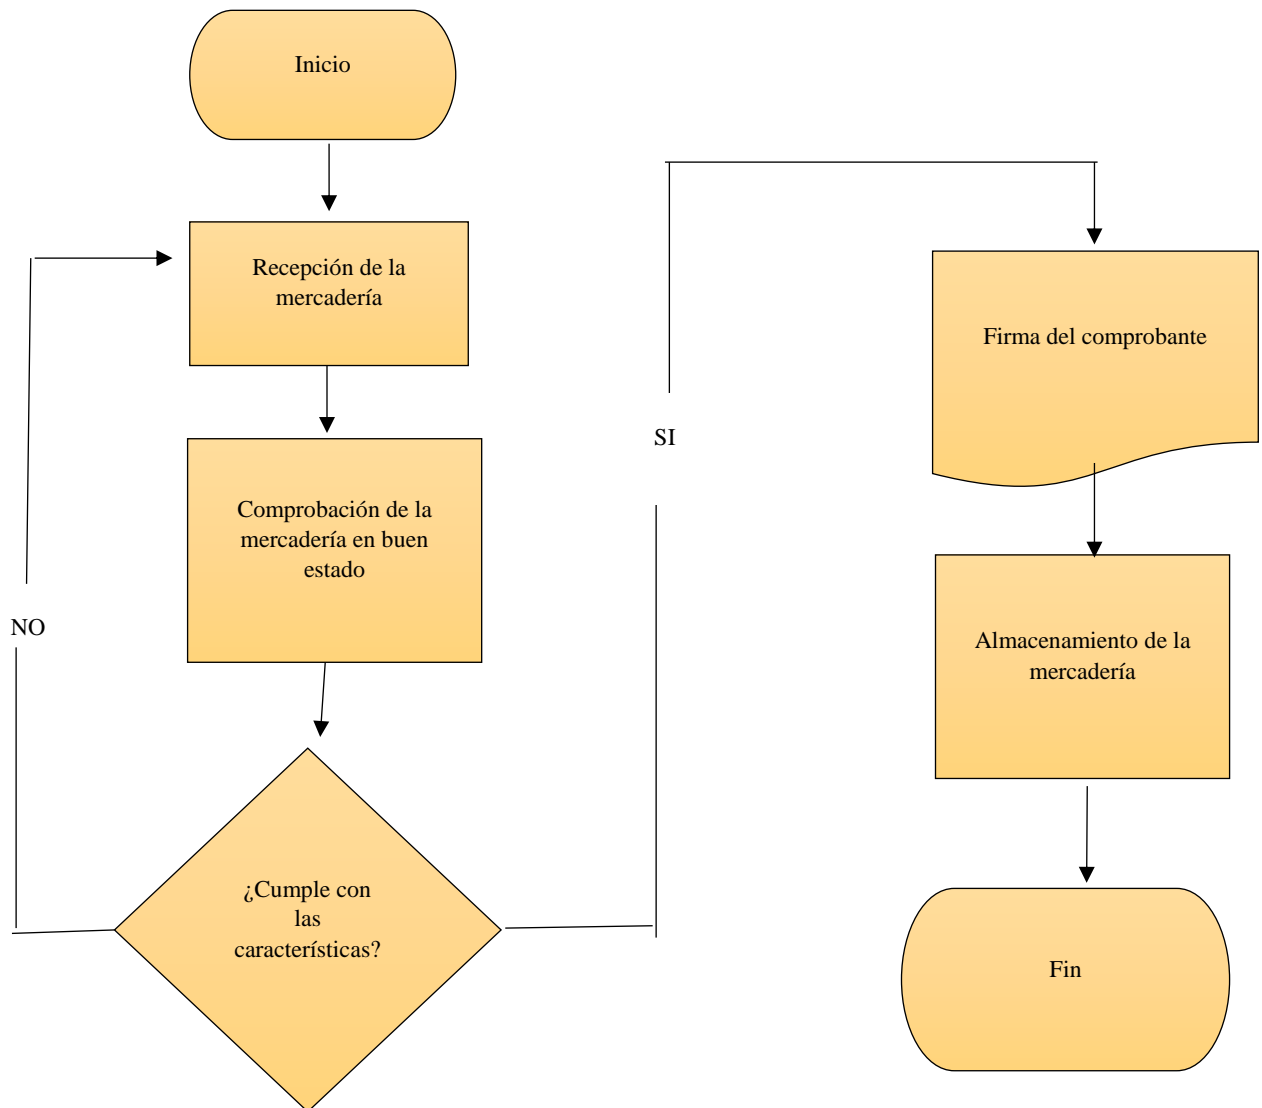 Inicio
Recepción de la
mercadería
Comprobación de la
mercadería en buen
estado
¿Cumple con
las
característícas?
NO
SI
Firma del comprobante
Almacenamiento de la
mercadería
Fin